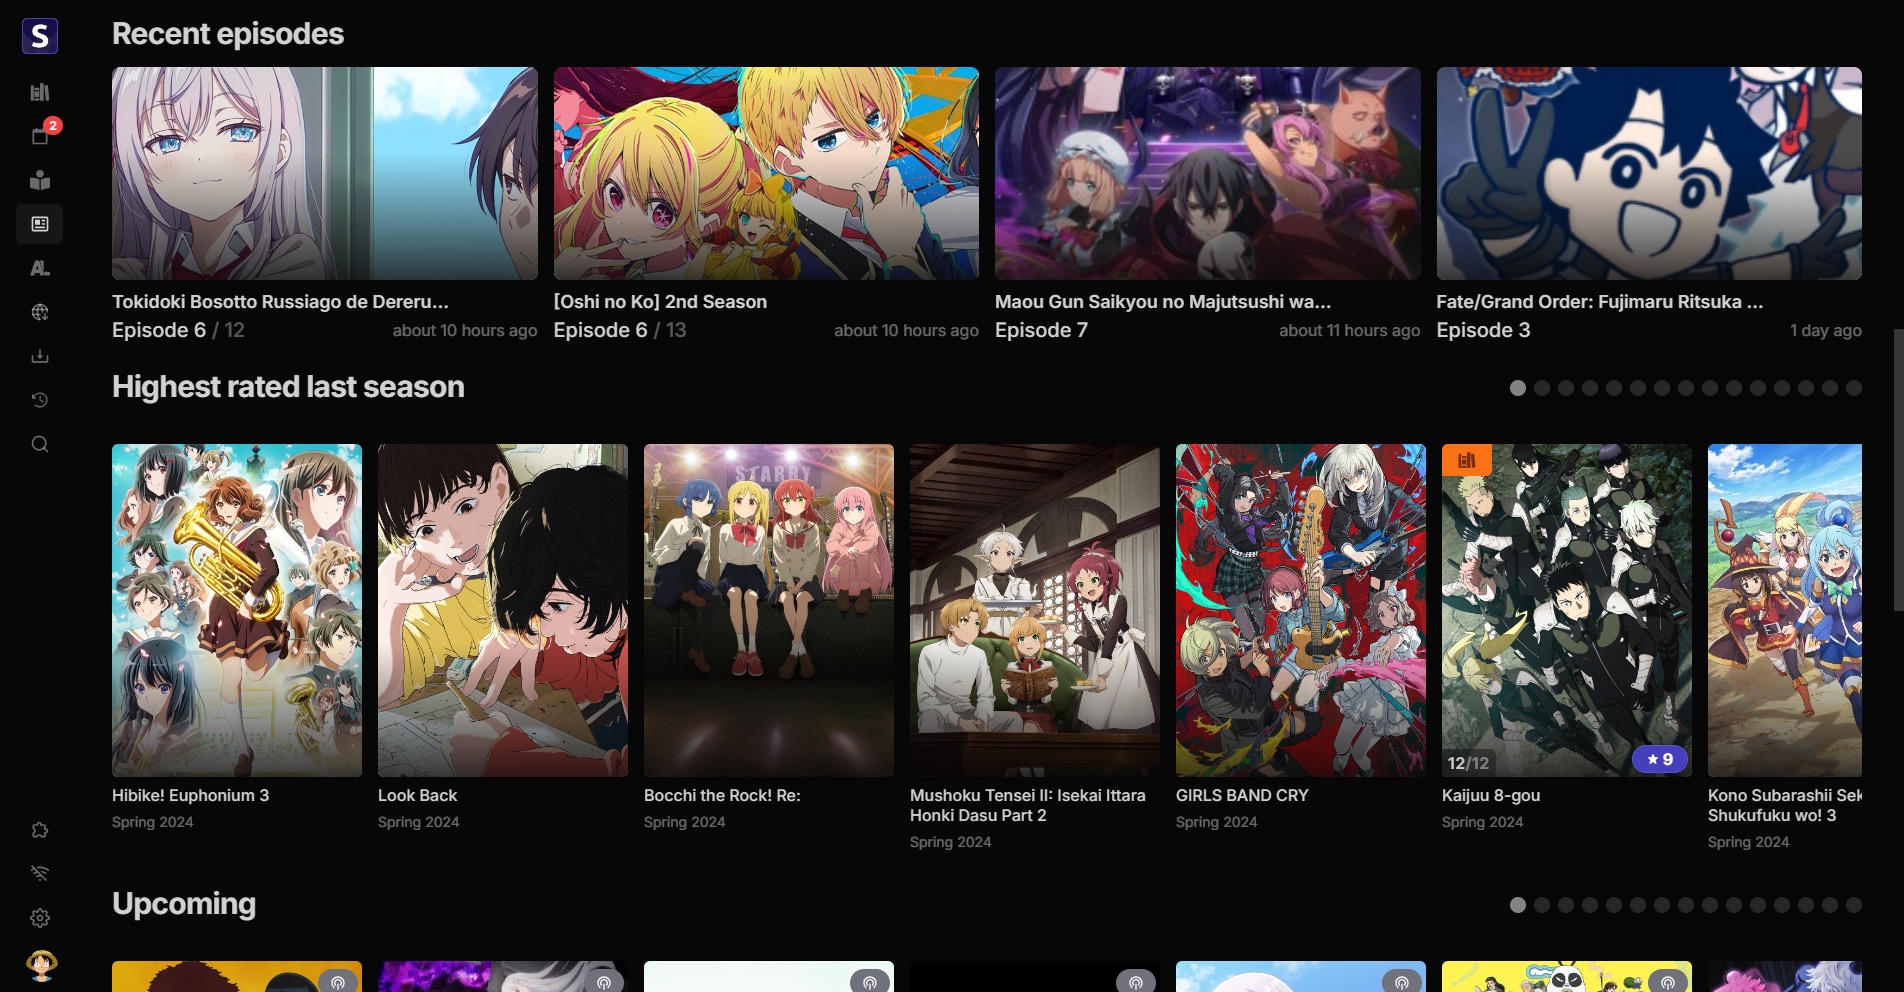 S
Recent episodes
2
Tokidoki Bosotto Russiago de Dereru...
Episode 6 / 12
about 10 hours ago
[Oshi no Ko] 2nd Season
Episode 6 / 13
about 10 hours ago
Maou Gun Saikyou no Majutsushi wa...
Episode 7
about 11 hours ago
Fate/Grand Order: Fujimaru Ritsuka ...
Episode 3
1 day ago
AL
Highest rated last season
STARRY
12/12
★ 9
Hibike! Euphonium 3
Spring 2024
Look Back
Spring 2024
Bocchi the Rock! Re:
Spring 2024
Mushoku Tensei II: Isekai Ittara
Honki Dasu Part 2
Spring 2024
GIRLS BAND CRY
Spring 2024
Kaijuu 8-gou
Spring 2024
Kono Subarashii Sek
Shukufuku wo! 3
Spring 2024
Upcoming